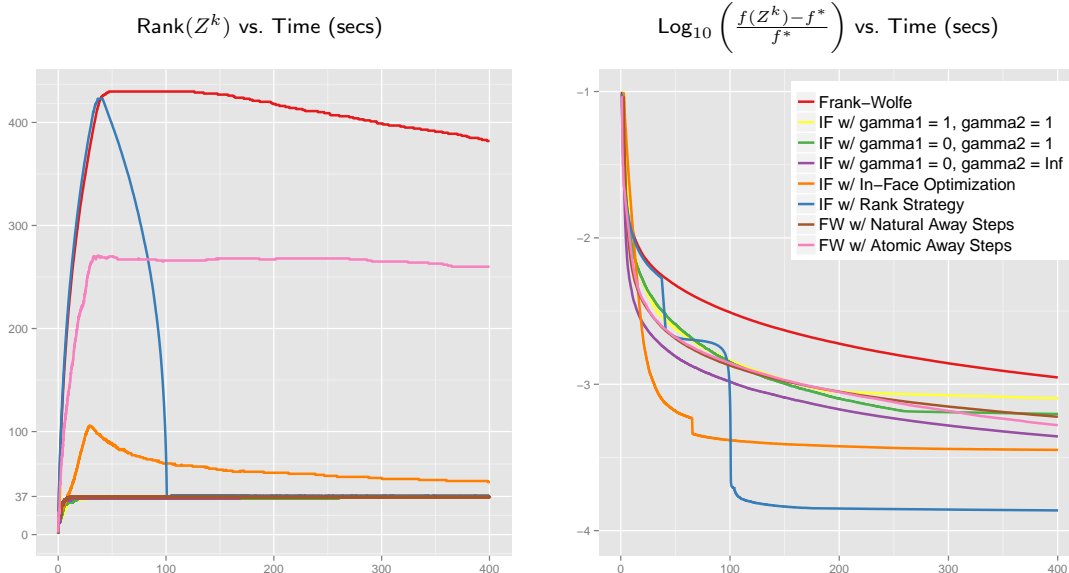 Rank(Z^k) vs. Time (secs)
400
300
200
100
37
0
0
100
200
300
400
Log₁₀ ( f(Z^k)−f* / f* ) vs. Time (secs)
−1
−2
−3
−4
Frank−Wolfe
IF w/ gamma1 = 1, gamma2 = 1
IF w/ gamma1 = 0, gamma2 = 1
IF w/ gamma1 = 0, gamma2 = Inf
IF w/ In−Face Optimization
IF w/ Rank Strategy
FW w/ Natural Away Steps
FW w/ Atomic Away Steps
0
100
200
300
400